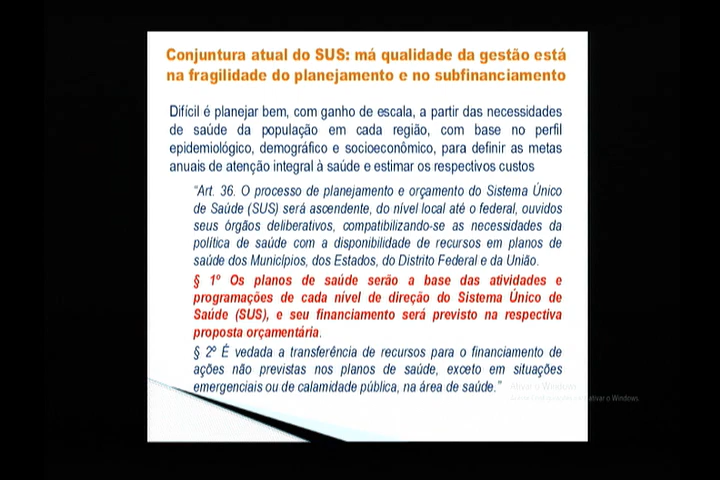 Conjuntura atual do SUS: má qualidade da gestão está
na fragilidade do planejamento e no subfinanciamento
Difícil é planejar bem, com ganho de escala, a partir das necessidades
de saúde da população em cada região, com base no perfil
epidemiológico, demográfico e socioeconômico, para definir as metas
anuais de atenção integral à saúde e estimar os respectivos custos
“Art. 36. O processo de planejamento e orçamento do Sistema Único
de Saúde (SUS) será ascendente, do nível local até o federal, ouvidos
seus órgãos deliberativos, compatibilizando-se as necessidades da
política de saúde com a disponibilidade de recursos em planos de
saúde dos Municípios, dos Estados, do Distrito Federal e da União.
§ 1º Os planos de saúde serão a base das atividades e
programações de cada nível de direção do Sistema Único de
Saúde (SUS), e seu financiamento será previsto na respectiva
proposta orçamentária.
§ 2º É vedada a transferência de recursos para o financiamento de
ações não previstas nos planos de saúde, exceto em situações
emergenciais ou de calamidade pública, na área de saúde.”
Ativar o Windows
ativar o Windows.